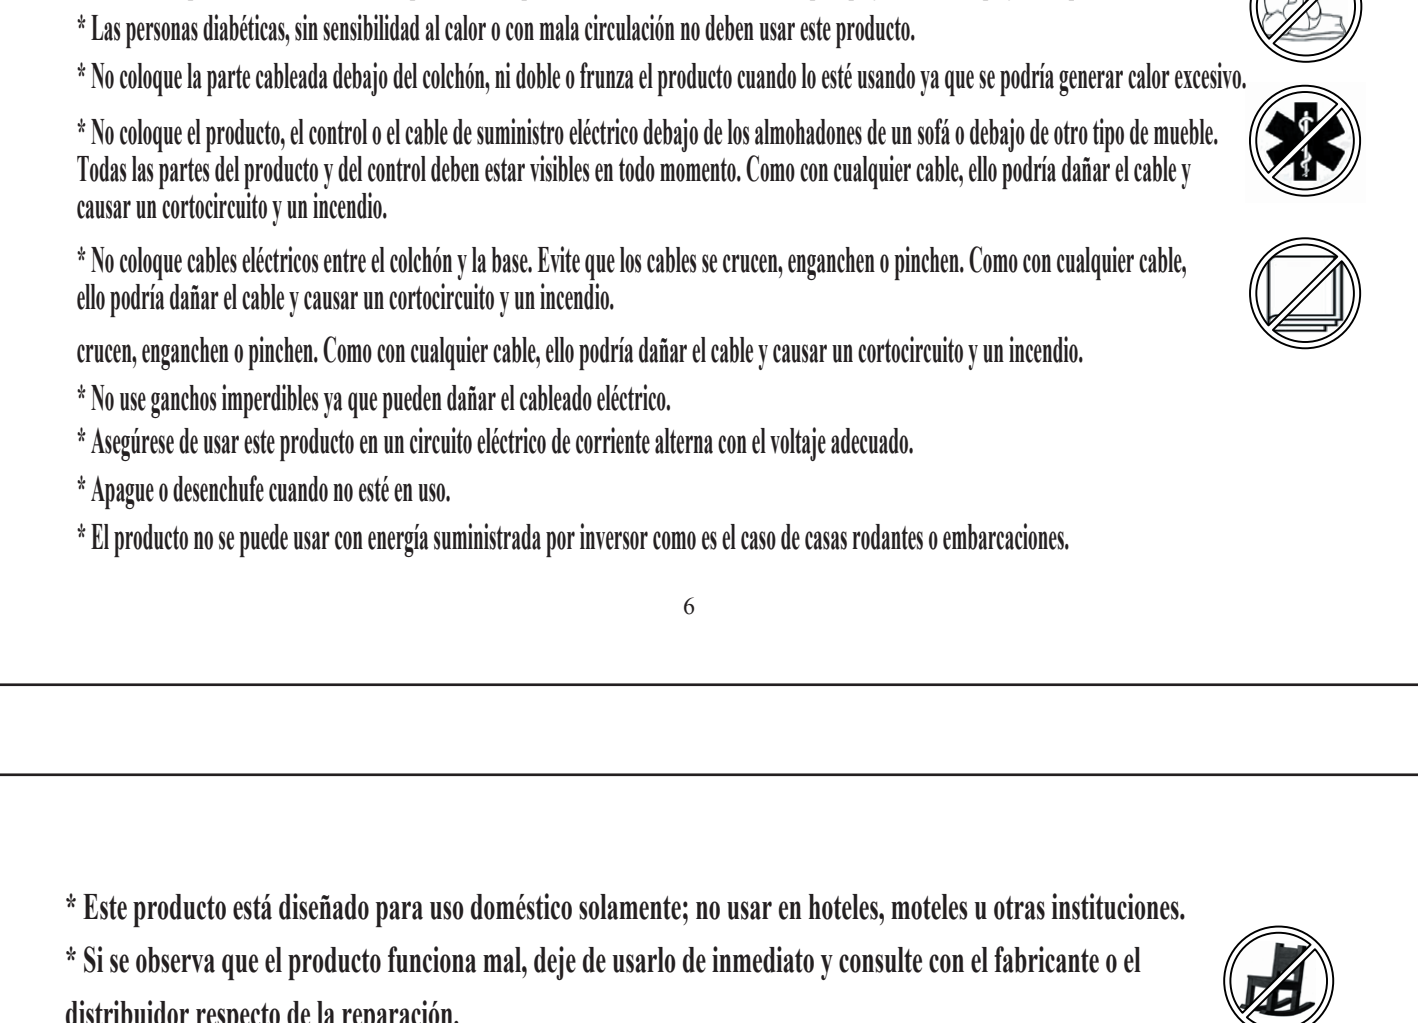 * Las personas diabéticas, sin sensibilidad al calor o con mala circulación no deben usar este producto.
* No coloque la parte cableada debajo del colchón, ni doble o frunza el producto cuando lo esté usando ya que se podría generar calor excesivo.
* No coloque el producto, el control o el cable de suministro eléctrico debajo de los almohadones de un sofá o debajo de otro tipo de mueble.
Todas las partes del producto y del control deben estar visibles en todo momento. Como con cualquier cable, ello podría dañar el cable y
causar un cortocircuito y un incendio.
* No coloque cables eléctricos entre el colchón y la base. Evite que los cables se crucen, enganchen o pinchen. Como con cualquier cable,
ello podría dañar el cable y causar un cortocircuito y un incendio.
crucen, enganchen o pinchen. Como con cualquier cable, ello podría dañar el cable y causar un cortocircuito y un incendio.
* No use ganchos imperdibles ya que pueden dañar el cableado eléctrico.
* Asegúrese de usar este producto en un circuito eléctrico de corriente alterna con el voltaje adecuado.
* Apague o desenchufe cuando no esté en uso.
* El producto no se puede usar con energía suministrada por inversor como es el caso de casas rodantes o embarcaciones.
6
* Este producto está diseñado para uso doméstico solamente; no usar en hoteles, moteles u otras instituciones.
* Si se observa que el producto funciona mal, deje de usarlo de inmediato y consulte con el fabricante o el
distribuidor respecto de la reparación.